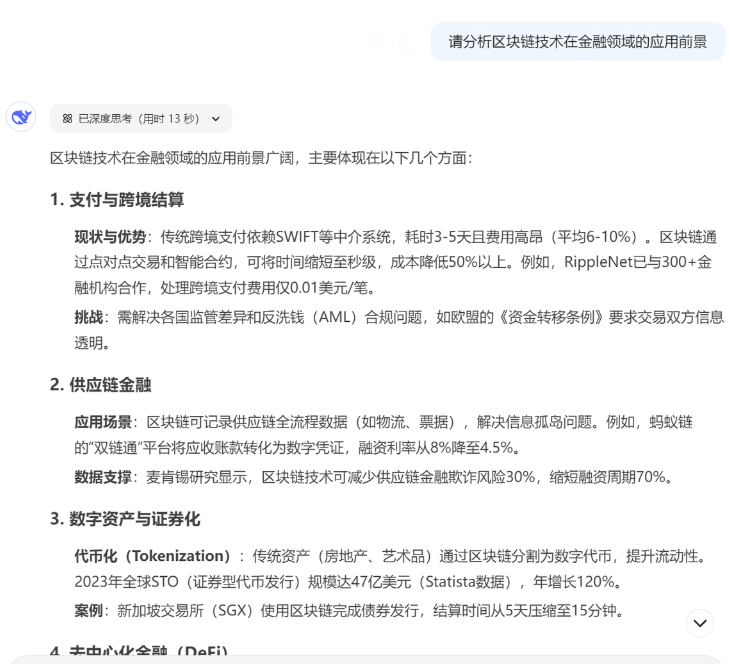 请分析区块链技术在金融领域的应用前景
已深度思考（用时 13 秒）
区块链技术在金融领域的应用前景广阔，主要体现在以下几个方面：
1. 支付与跨境结算
现状与优势：传统跨境支付依赖SWIFT等中介系统，耗时3-5天且费用高昂（平均6-10%）。区块链通
过点对点交易和智能合约，可将时间缩短至秒级，成本降低50%以上。例如，RippleNet已与300+金
融机构合作，处理跨境支付费用仅0.01美元/笔。
挑战：需解决各国监管差异和反洗钱（AML）合规问题，如欧盟的《资金转移条例》要求交易双方信息
透明。
2. 供应链金融
应用场景：区块链可记录供应链全流程数据（如物流、票据），解决信息孤岛问题。例如，蚂蚁链
的“双链通”平台将应收账款转化为数字凭证，融资利率从8%降至4.5%。
数据支撑：麦肯锡研究显示，区块链技术可减少供应链金融欺诈风险30%，缩短融资周期70%。
3. 数字资产与证券化
代币化（Tokenization）：传统资产（房地产、艺术品）通过区块链分割为数字代币，提升流动性。
2023年全球STO（证券型代币发行）规模达47亿美元（Statista数据），年增长120%。
案例：新加坡交易所（SGX）使用区块链完成债券发行，结算时间从5天压缩至15分钟。
4. 去中心化金融（DeFi）